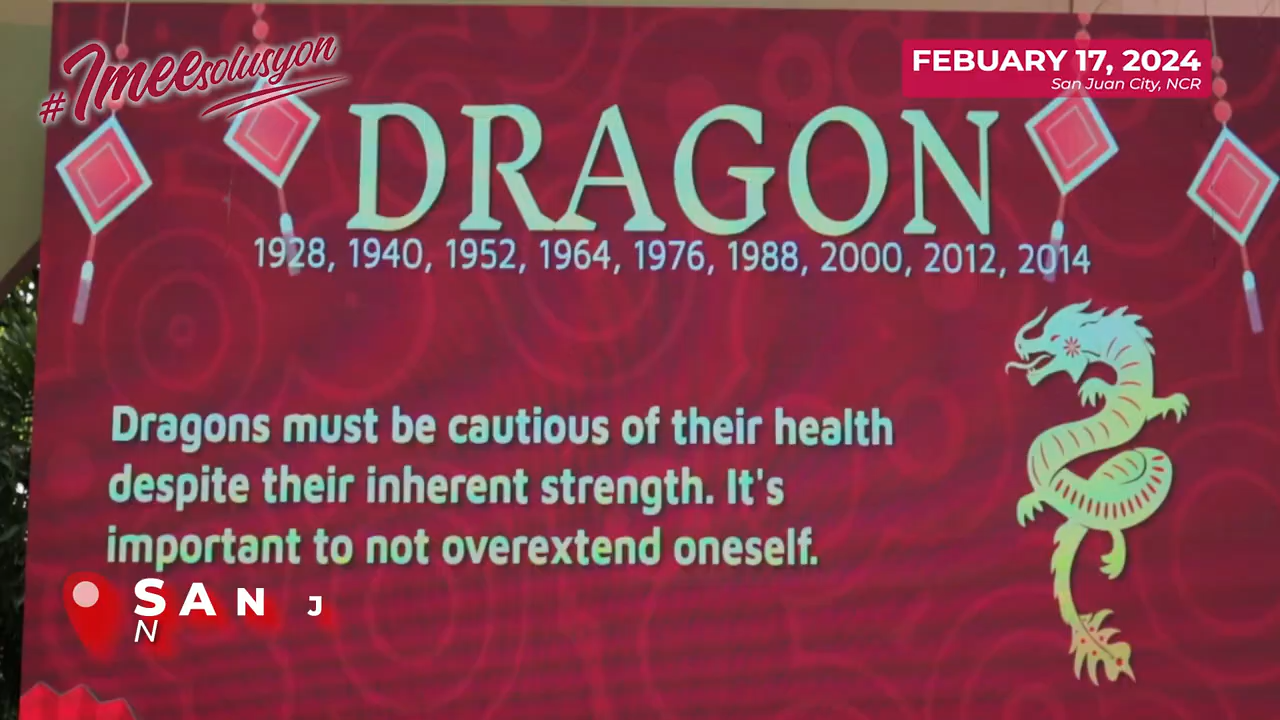 #Imeesolusyon
FEBUARY 17, 2024
San Juan City, NCR
DRAGON
1928, 1940, 1952, 1964, 1976, 1988, 2000, 2012, 2014
Dragons must be cautious of their health
despite their inherent strength. It's
important to not overextend oneself.
SAN J
N